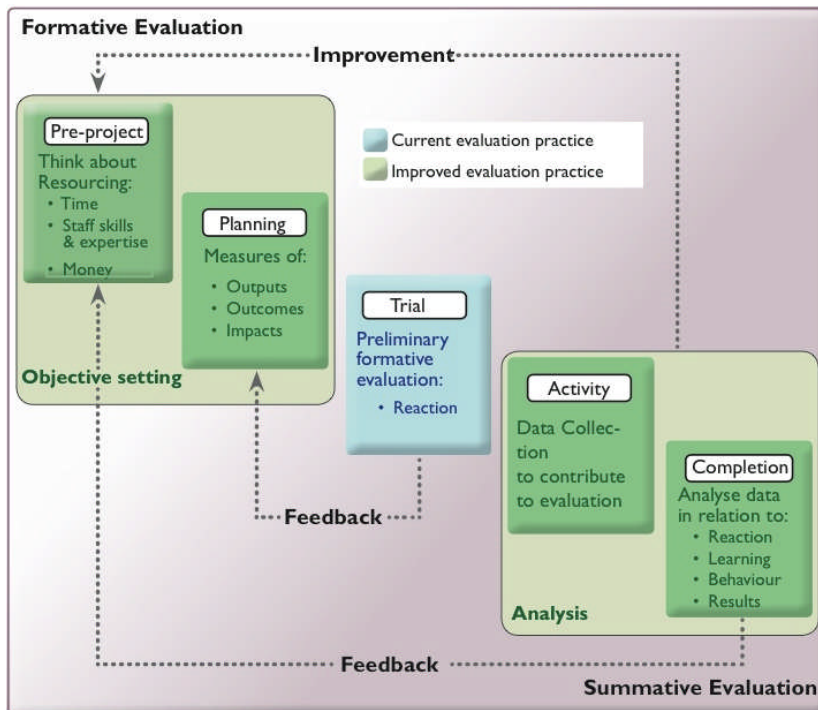 Formative Evaluation
Improvement
Pre-project
Think about
Resourcing:
• Time
• Staff skills
& expertise
• Money
Planning
Measures of:
• Outputs
• Outcomes
• Impacts
Objective setting
Current evaluation practice
Improved evaluation practice
Trial
Preliminary
formative
evaluation:
• Reaction
Feedback
Activity
Data Collec-
tion
to contribute
to evaluation
Completion
Analyse data
in relation to:
• Reaction
• Learning
• Behaviour
• Results
Analysis
Feedback
Summative Evaluation